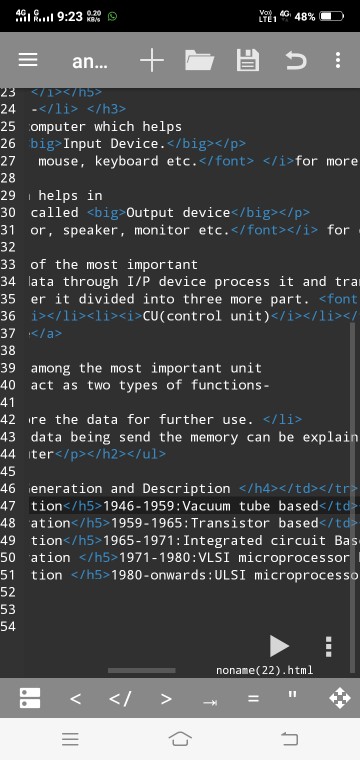 4G G 9:23 0.20 KB/s VoD LTE1 4G 48%
an...
23 </i></h5>
24 -</li> </h3>
25 computer which helps
26 big>Input Device.</big></p>
27 mouse, keyboard etc.</font> </i>for more
28
29 helps in
30 called <big>Output device</big></p>
31 or, speaker, monitor etc.</font></i> for
32
33 of the most important
34 data through I/P device process it and tra
35 er it divided into three more part. <font
36 i></li><li><i>CU(control unit)</i></li></
37 </a>
38
39 among the most important unit
40 act as two types of functions-
41
42 ore the data for further use. </li>
43 data being send the memory can be explain
44 uter</p></h2></ul>
45
46 eneration and Description </h4></td></tr>
47 tion</h5>1946-1959:Vacuum tube based</td>
48 ation</h5>1959-1965:Transistor based</td>
49 tion</h5>1965-1971:Integrated circuit Bas
50 ation </h5>1971-1980:VLSI microprocessor
51 tion </h5>1980-onwards:ULSI microprocesso
52
53
54
noname(22).html
< </ > = "